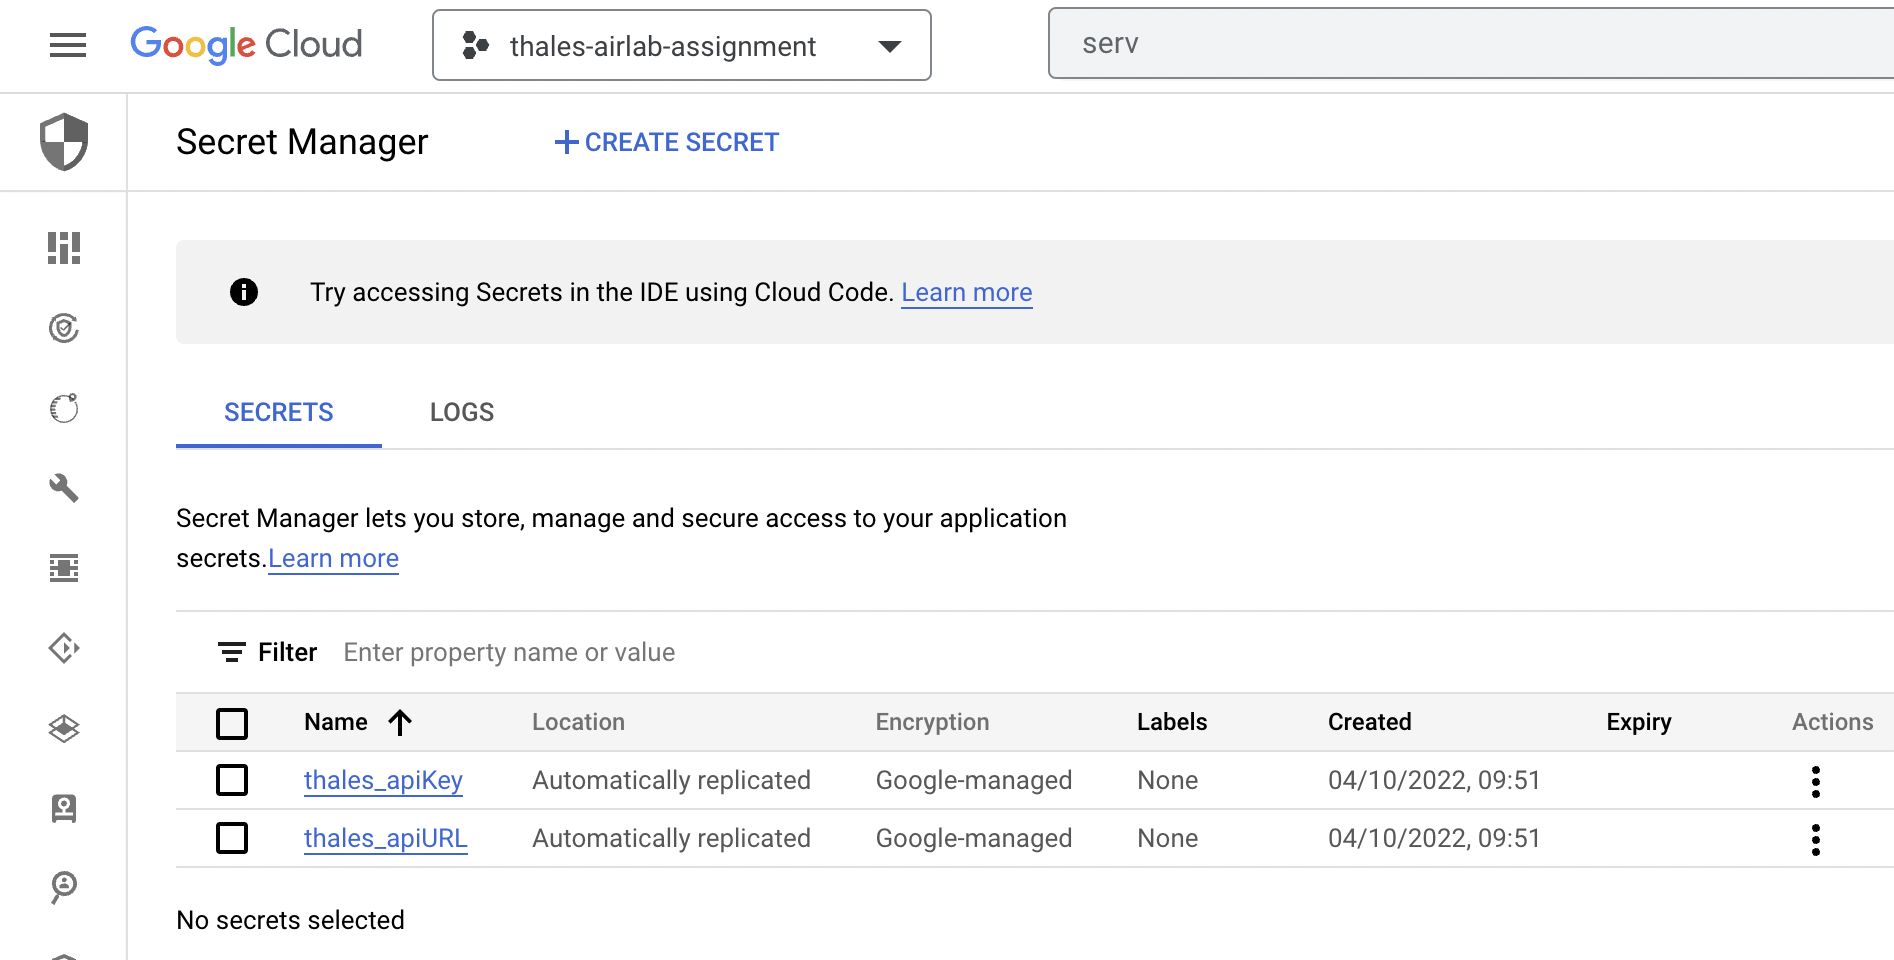 Google Cloud thales-airlab-assignment serv
Secret Manager CREATE SECRET
Try accessing Secrets in the IDE using Cloud Code. Learn more
SECRETS LOGS
Secret Manager lets you store, manage and secure access to your application
secrets.Learn more
Filter Enter property name or value
Name Location Encryption Labels Created Expiry Actions
thales_apiKey Automatically replicated Google-managed None 04/10/2022, 09:51
thales_apiURL Automatically replicated Google-managed None 04/10/2022, 09:51
No secrets selected